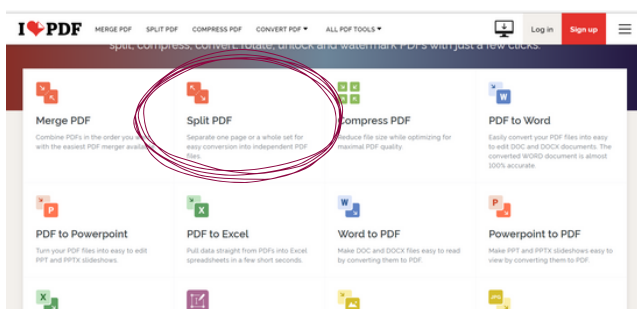 I PDF MERGE PDF SPLIT PDF COMPRESS PDF CONVERT PDF ALL PDF TOOLS Log in Sign up
split, compress, convert, rotate, unlock and watermark PDFs with just a few clicks.
Merge PDF
Combine PDFs in the order you
with the easiest PDF merger
Split PDF
Separate one page or a whole set for
easy conversion into independent PDF
files.
Compress PDF
Reduce file size while optimizing for
maximal PDF quality.
PDF to Word
W
Easily convert your PDF files into easy
to edit DOC and DOCX documents. The
converted WORD document is almost
100% accurate.
P
PDF to Powerpoint
Turn your PDF files into easy to edit
PPT and PPTX slideshows.
X
PDF to Excel
Pull data straight from PDFs into Excel
spreadsheets in a few short seconds.
W
Word to PDF
Make DOC and DOCX files easy to read
by converting them to PDF.
P
Powerpoint to PDF
Make PPT and PPTX slideshows easy to
view by converting them to PDF.
X
JPG